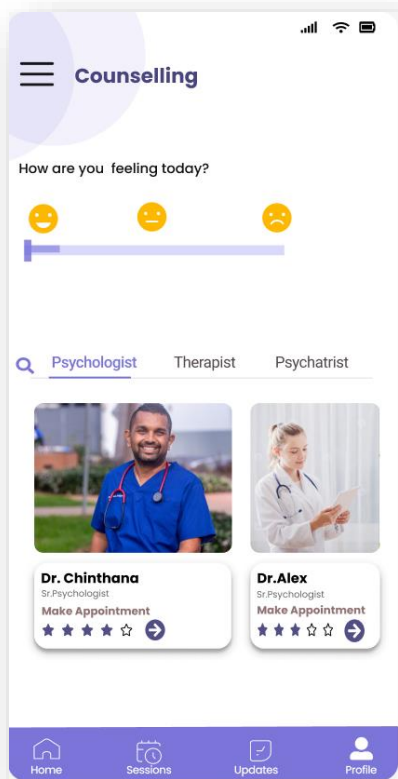 Counselling
How are you feeling today?
Psychologist Therapist Psychatrist
Dr. Chinthana
Sr.Psychologist
Make Appointment
Dr.Alex
Sr.Psychologist
Make Appointment
Home Sessions Updates Profile